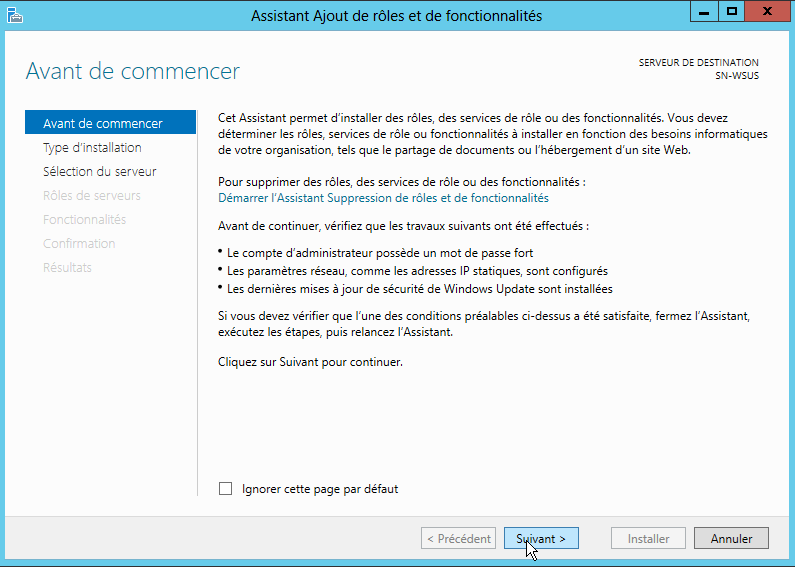 Assistant Ajout de rôles et de fonctionnalités
Avant de commencer
SERVEUR DE DESTINATION
SN-WSUS
Avant de commencer
Type d'installation
Sélection du serveur
Rôles de serveurs
Fonctionnalités
Confirmation
Résultats
Cet Assistant permet d'installer des rôles, des services de rôle ou des fonctionnalités. Vous devez
déterminer les rôles, services de rôle ou fonctionnalités à installer en fonction des besoins informatiques
de votre organisation, tels que le partage de documents ou l'hébergement d'un site Web.
Pour supprimer des rôles, des services de rôle ou des fonctionnalités :
Démarrer l'Assistant Suppression de rôles et de fonctionnalités
Avant de continuer, vérifiez que les travaux suivants ont été effectués :
• Le compte d'administrateur possède un mot de passe fort
• Les paramètres réseau, comme les adresses IP statiques, sont configurés
• Les dernières mises à jour de sécurité de Windows Update sont installées
Si vous devez vérifier que l'une des conditions préalables ci-dessus a été satisfaite, fermez l'Assistant,
exécutez les étapes, puis relancez l'Assistant.
Cliquez sur Suivant pour continuer.
Ignorer cette page par défaut
< Précédent
Suivant >
Installer
Annuler